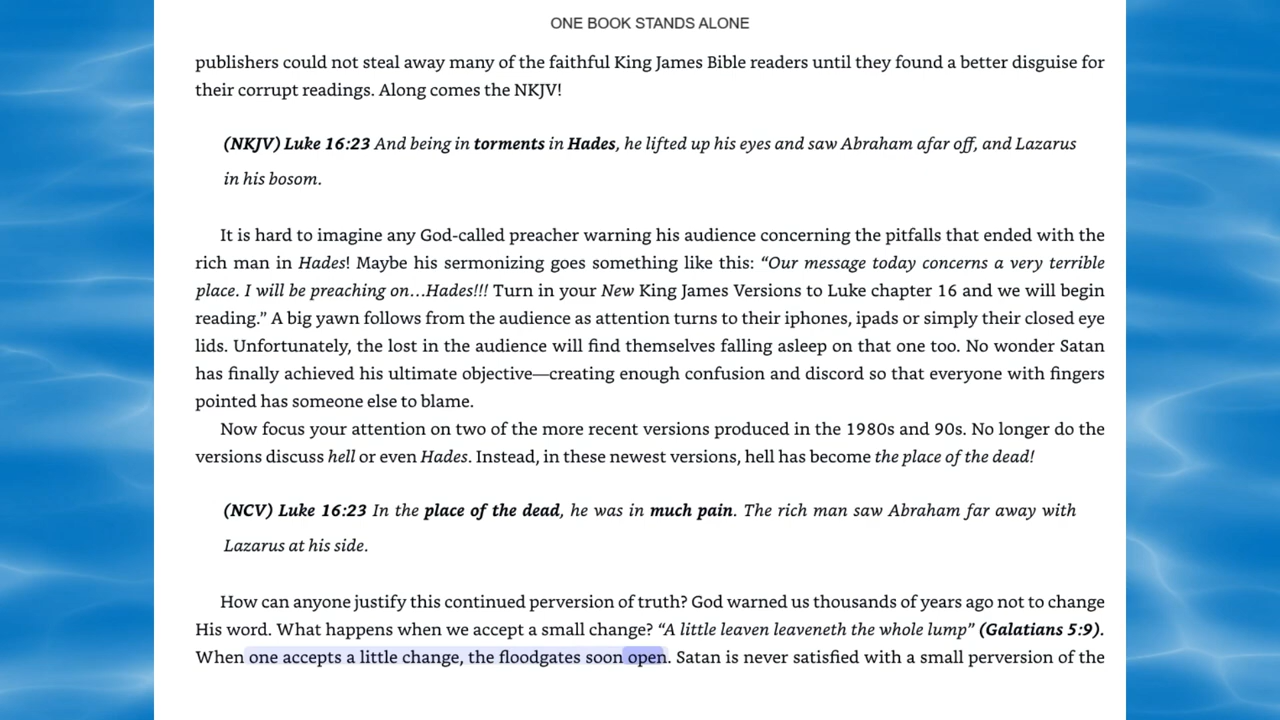 ONE BOOK STANDS ALONE
publishers could not steal away many of the faithful King James Bible readers until they found a better disguise for
their corrupt readings. Along comes the NKJV!
(NKJV) Luke 16:23 And being in torments in Hades, he lifted up his eyes and saw Abraham afar off, and Lazarus
in his bosom.
It is hard to imagine any God-called preacher warning his audience concerning the pitfalls that ended with the
rich man in Hades! Maybe his sermonizing goes something like this: “Our message today concerns a very terrible
place. I will be preaching on…Hades!!! Turn in your New King James Versions to Luke chapter 16 and we will begin
reading.” A big yawn follows from the audience as attention turns to their iphones, ipads or simply their closed eye
lids. Unfortunately, the lost in the audience will find themselves falling asleep on that one too. No wonder Satan
has finally achieved his ultimate objective—creating enough confusion and discord so that everyone with fingers
pointed has someone else to blame.
Now focus your attention on two of the more recent versions produced in the 1980s and 90s. No longer do the
versions discuss hell or even Hades. Instead, in these newest versions, hell has become the place of the dead!
(NCV) Luke 16:23 In the place of the dead, he was in much pain. The rich man saw Abraham far away with
Lazarus at his side.
How can anyone justify this continued perversion of truth? God warned us thousands of years ago not to change
His word. What happens when we accept a small change? “A little leaven leaveneth the whole lump” (Galatians 5:9).
When one accepts a little change, the floodgates soon open. Satan is never satisfied with a small perversion of the